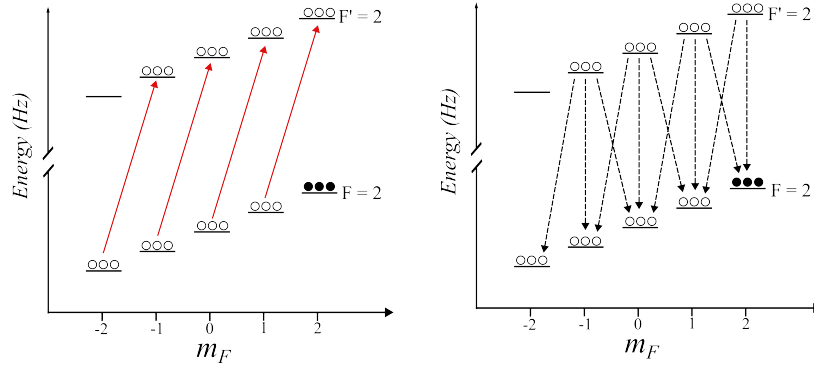 Energy (Hz)
F' = 2
F = 2
-2 -1 0 1 2
m_F
Energy (Hz)
F' = 2
F = 2
-2 -1 0 1 2
m_F